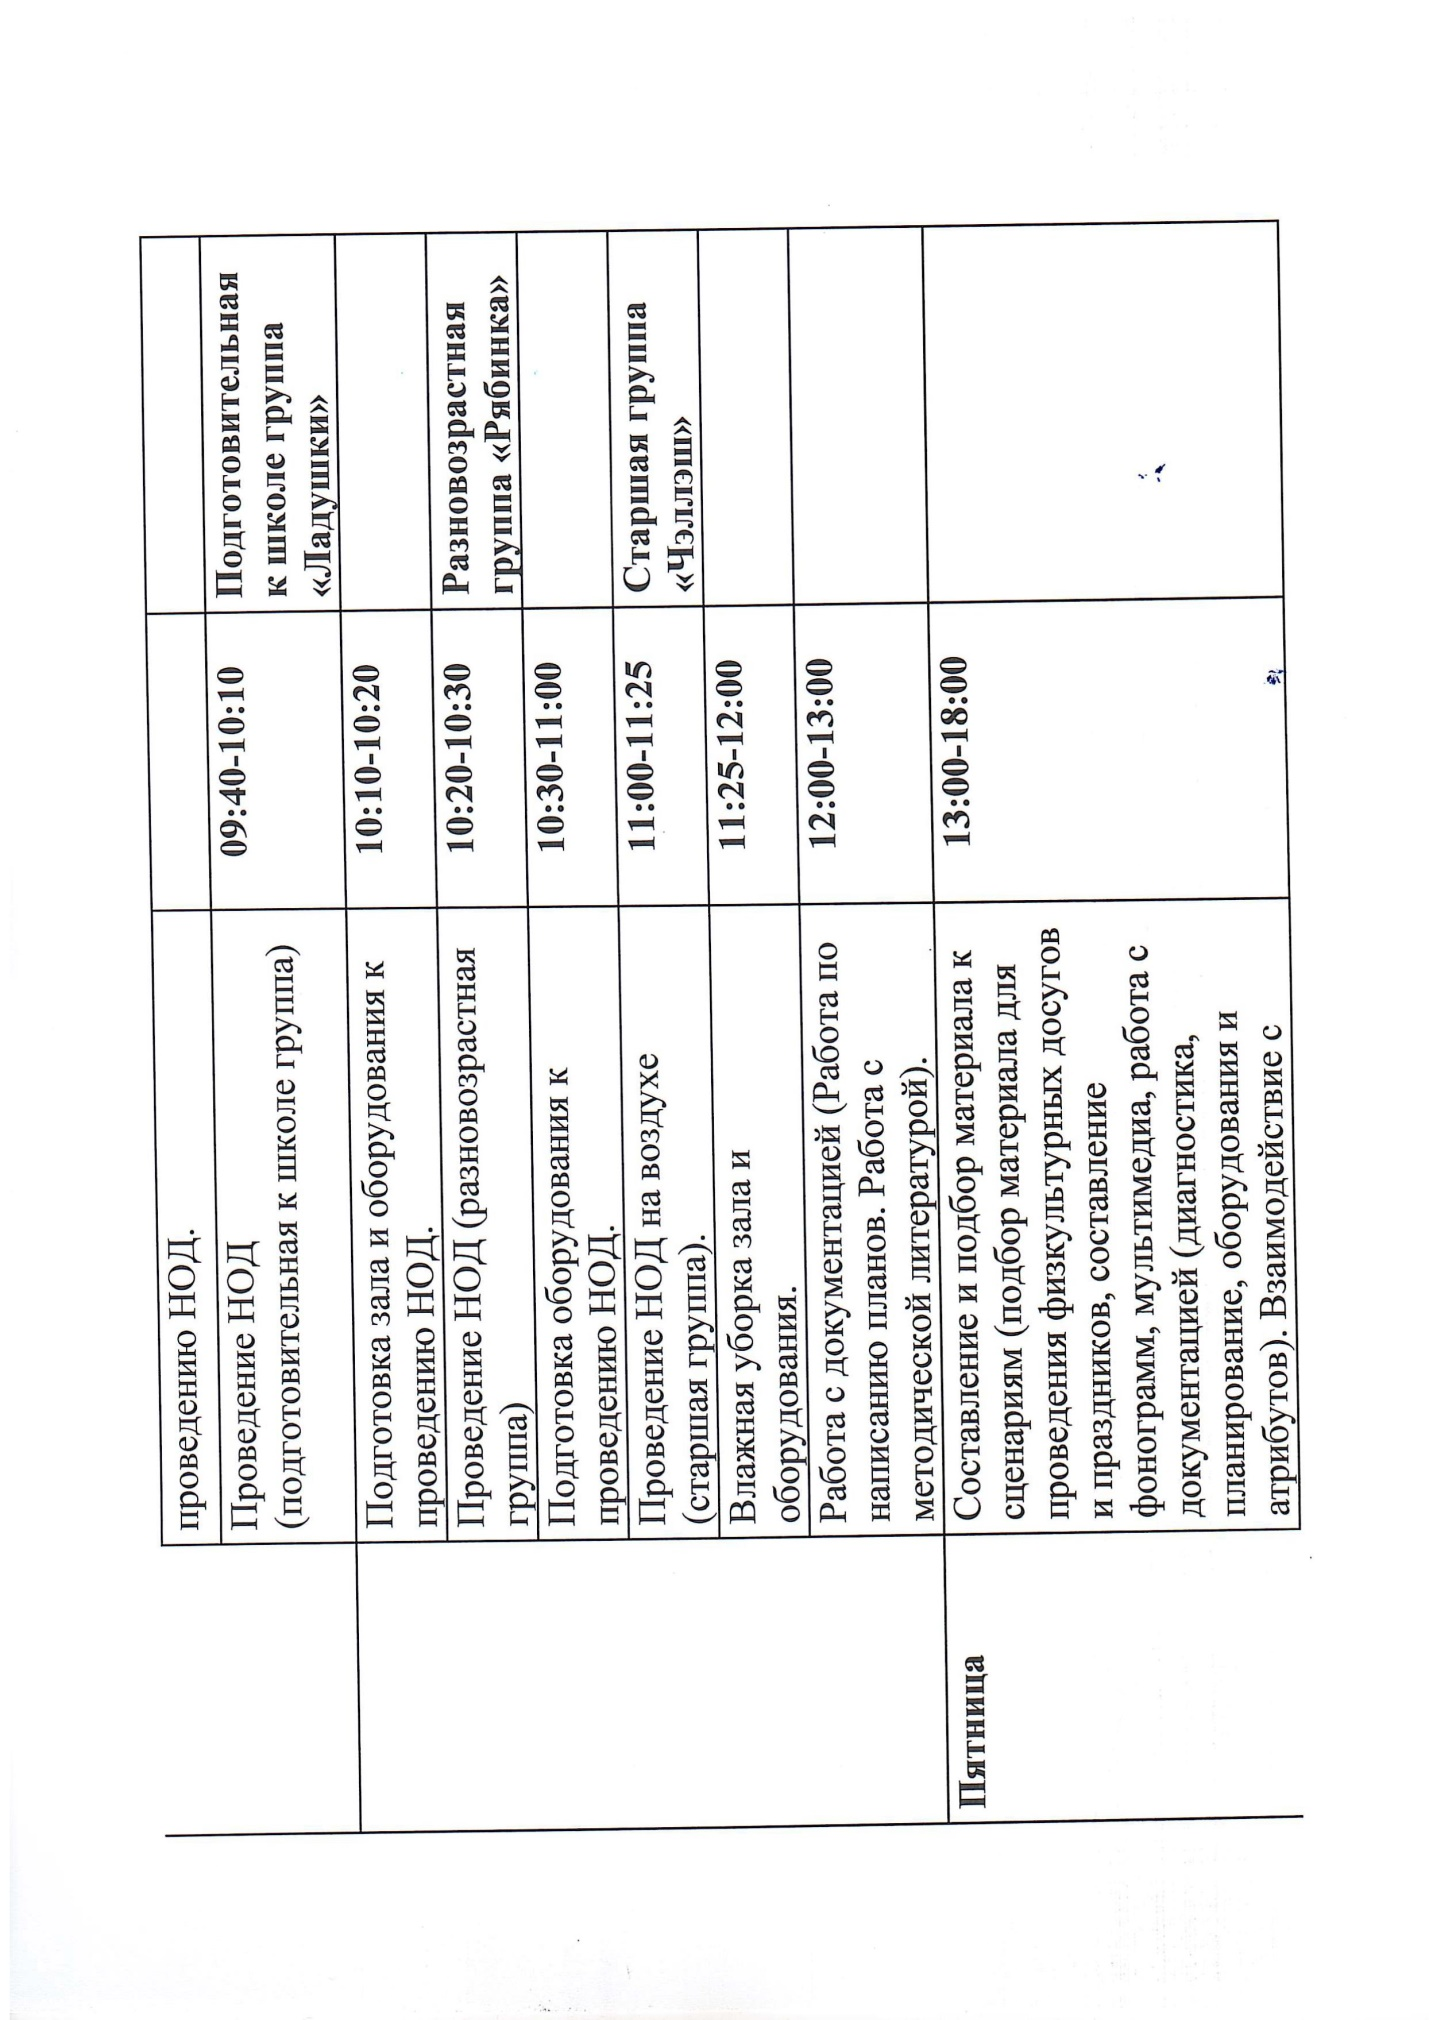 проведению НОД.
Проведение НОД
(подготовительная к школе группа)
09:40-10:10
Подготовительная
к школе группа
«Ладушки»
Подготовка зала и оборудования к
проведению НОД.
10:10-10:20
Проведение НОД (разновозрастная
группа)
10:20-10:30
Разновозрастная
группа «Рябинка»
Подготовка оборудования к
проведению НОД.
10:30-11:00
Проведение НОД на воздухе
(старшая группа).
11:00-11:25
Старшая группа
«Чэллэш»
Влажная уборка зала и
оборудования.
11:25-12:00
Работа с документацией (Работа по
написанию планов. Работа с
методической литературой).
12:00-13:00
Пятница
Составление и подбор материала к
сценариям (подбор материала для
проведения физкультурных досугов
и праздников, составление
фонограмм, мультимедиа, работа с
документацией (диагностика,
планирование, оборудования и
атрибутов). Взаимодействие с
13:00-18:00